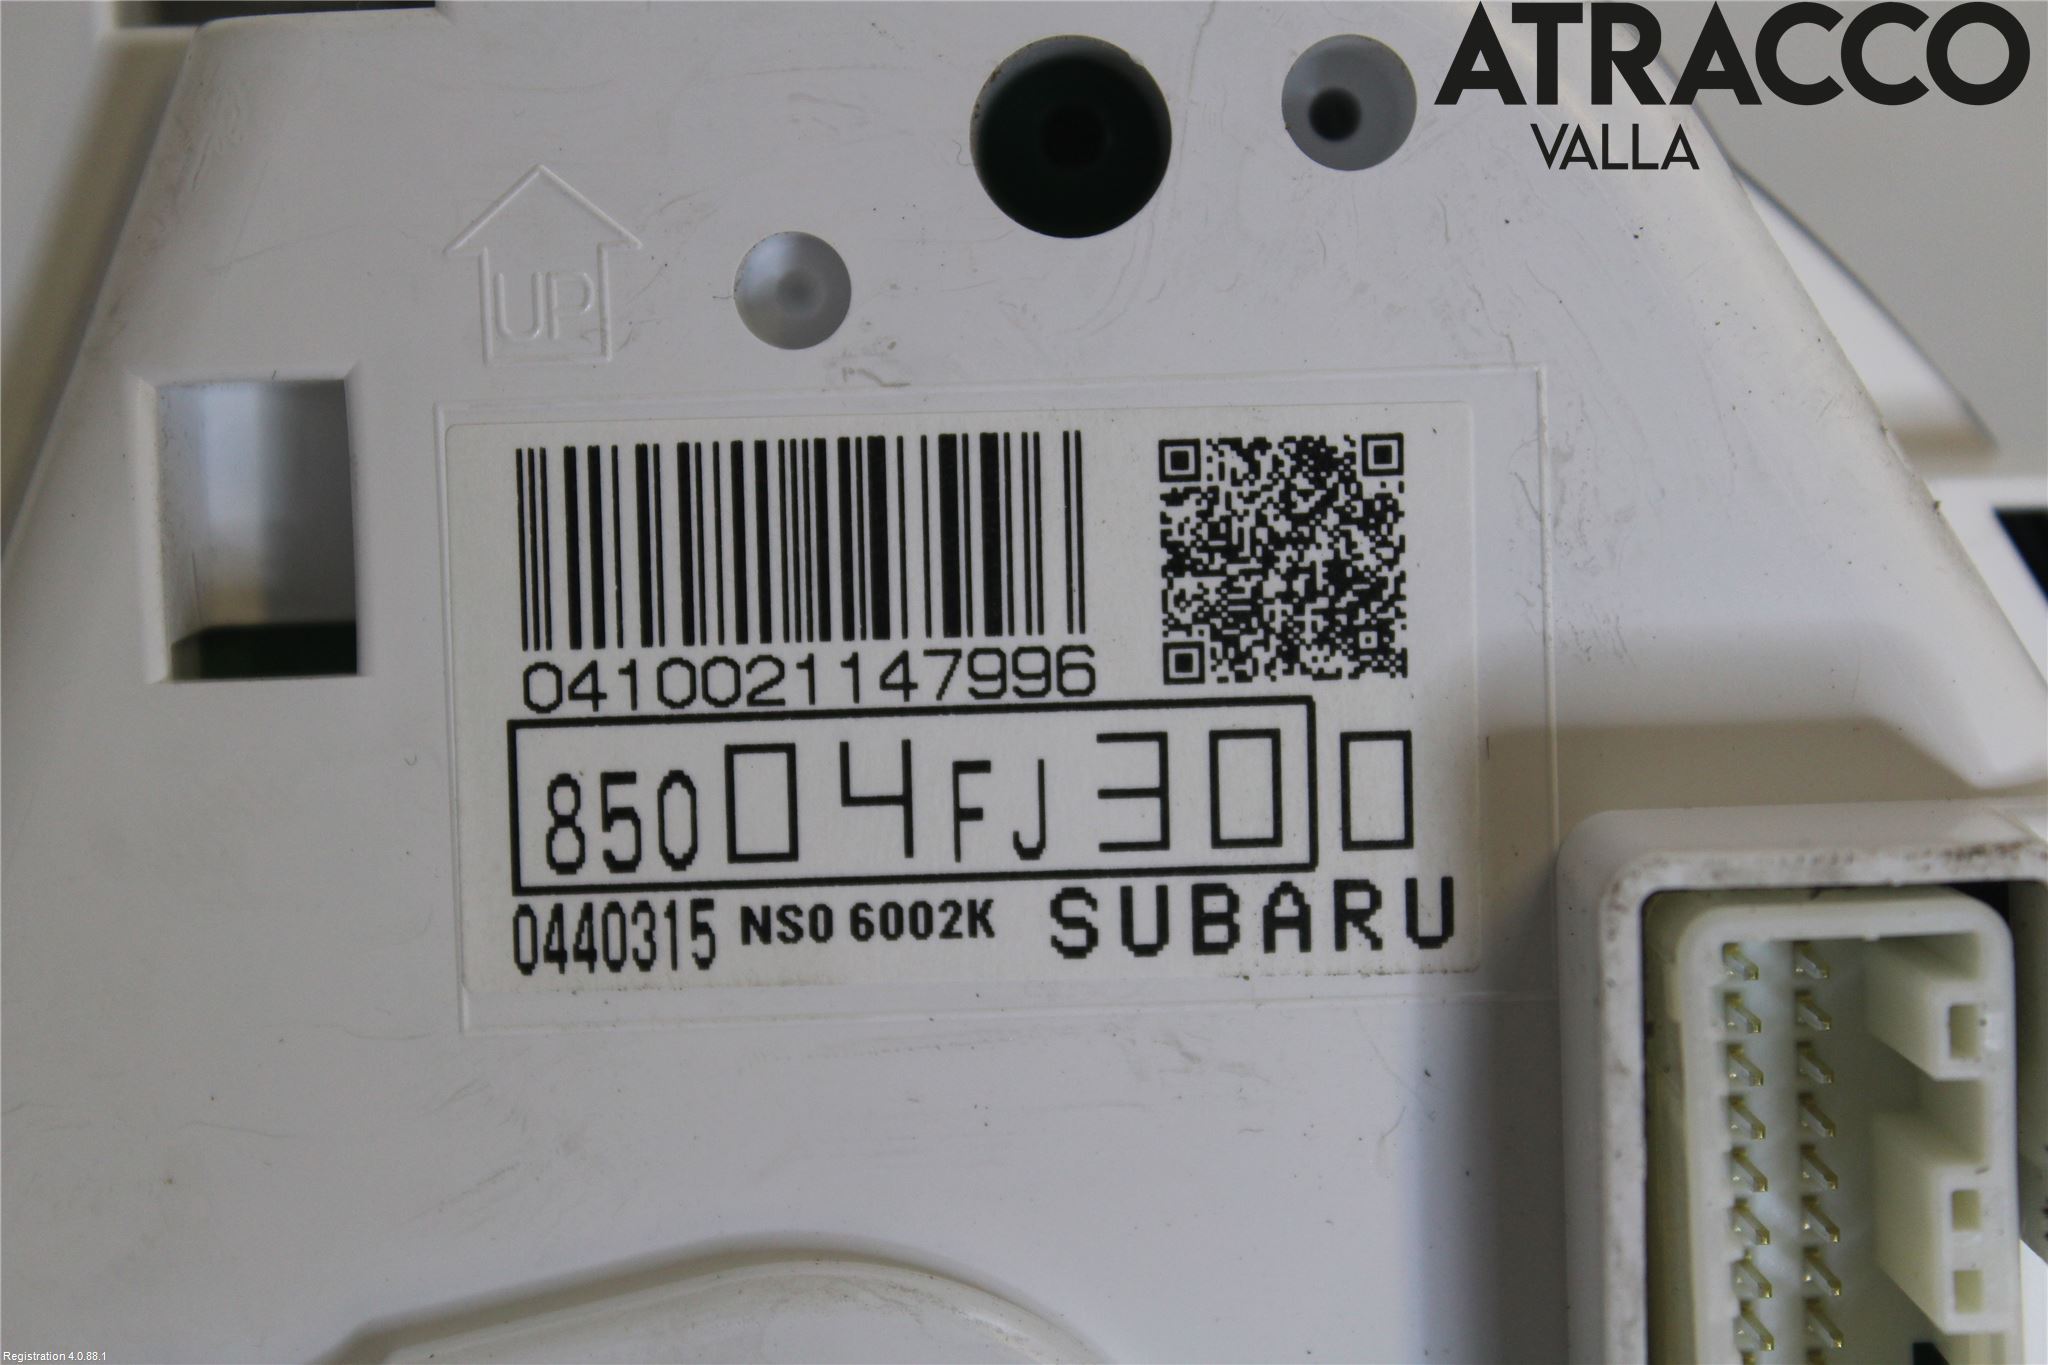 ATRACCO
VALLA
UP
0410021147996
85004FJ300
0440315 NS0 6002K SUBARU
Registration 4.0.88.1